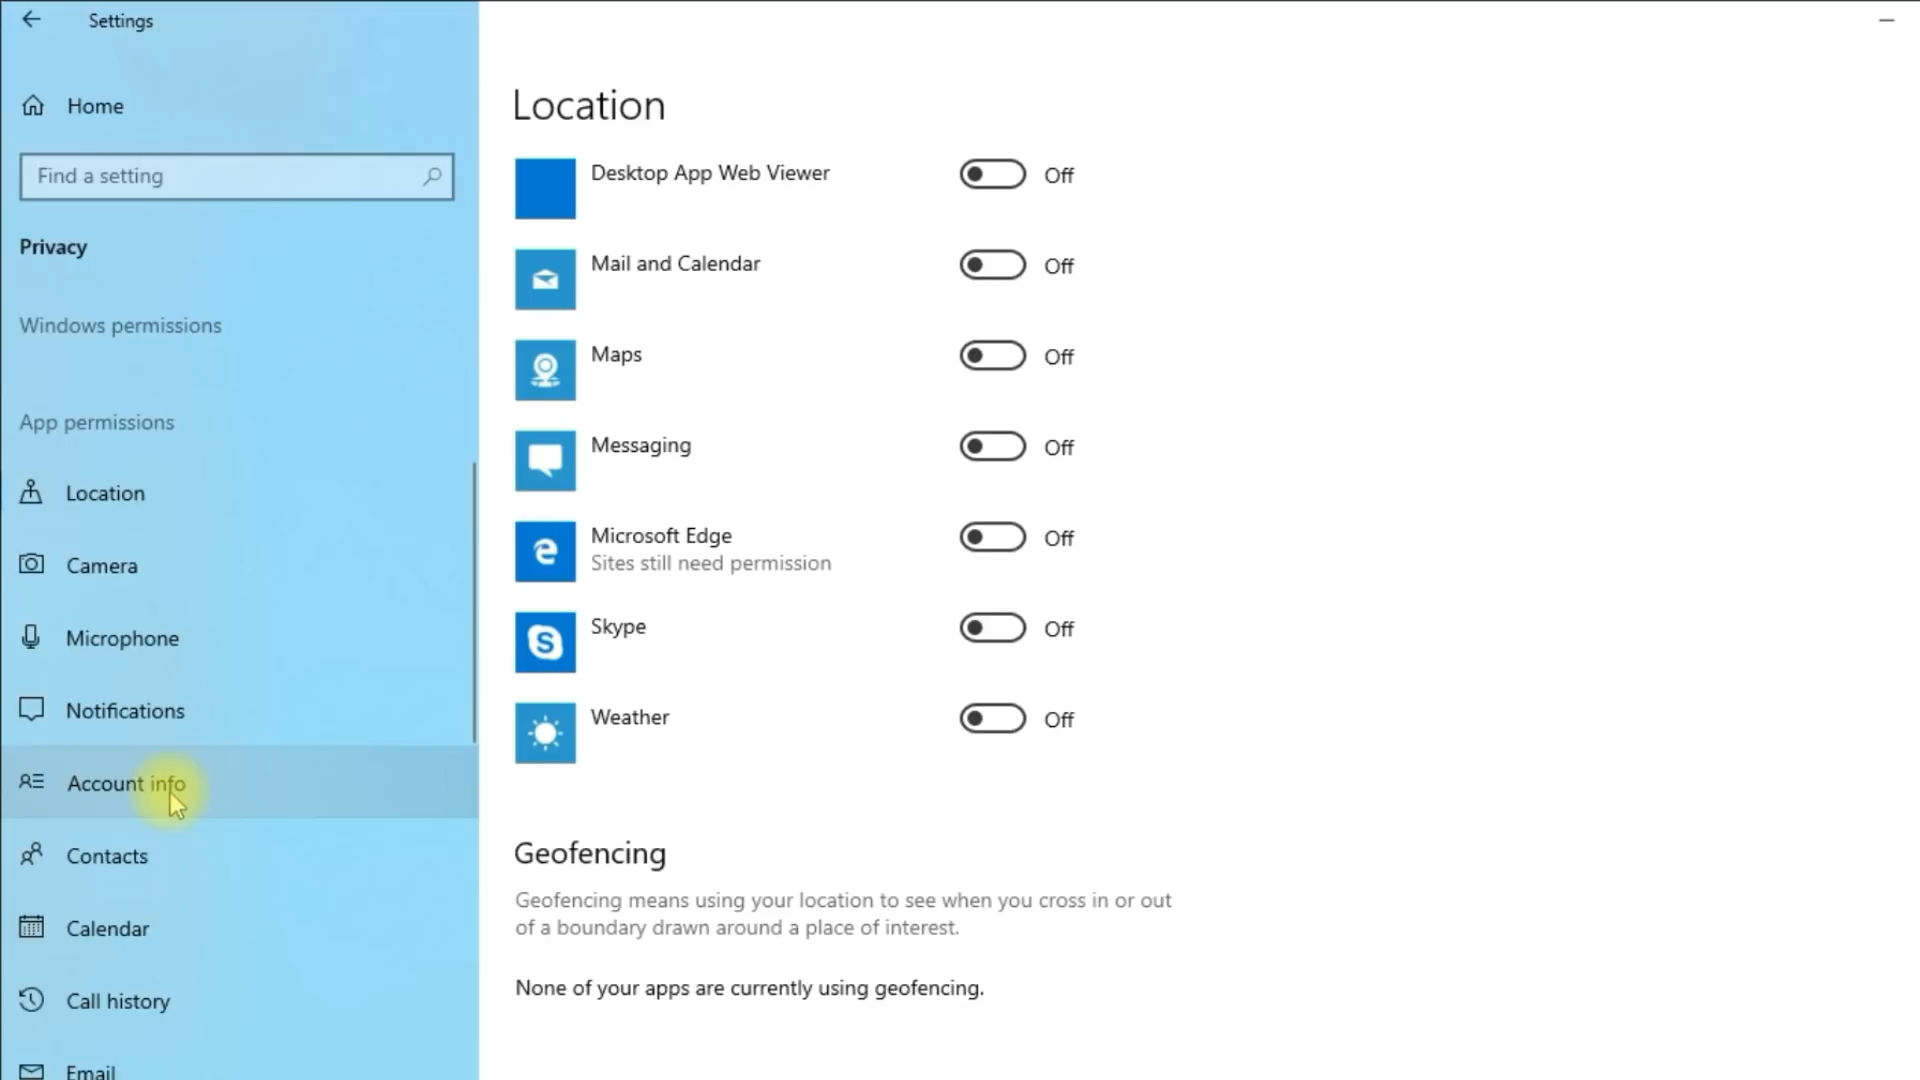 Settings
Home
Find a setting
Privacy
Windows permissions
App permissions
Location
Camera
Microphone
Notifications
Account info
Contacts
Calendar
Call history
Email
Location
Desktop App Web Viewer Off
Mail and Calendar Off
Maps Off
Messaging Off
Microsoft Edge Off
Sites still need permission
Skype Off
Weather Off
Geofencing
Geofencing means using your location to see when you cross in or out
of a boundary drawn around a place of interest.
None of your apps are currently using geofencing.